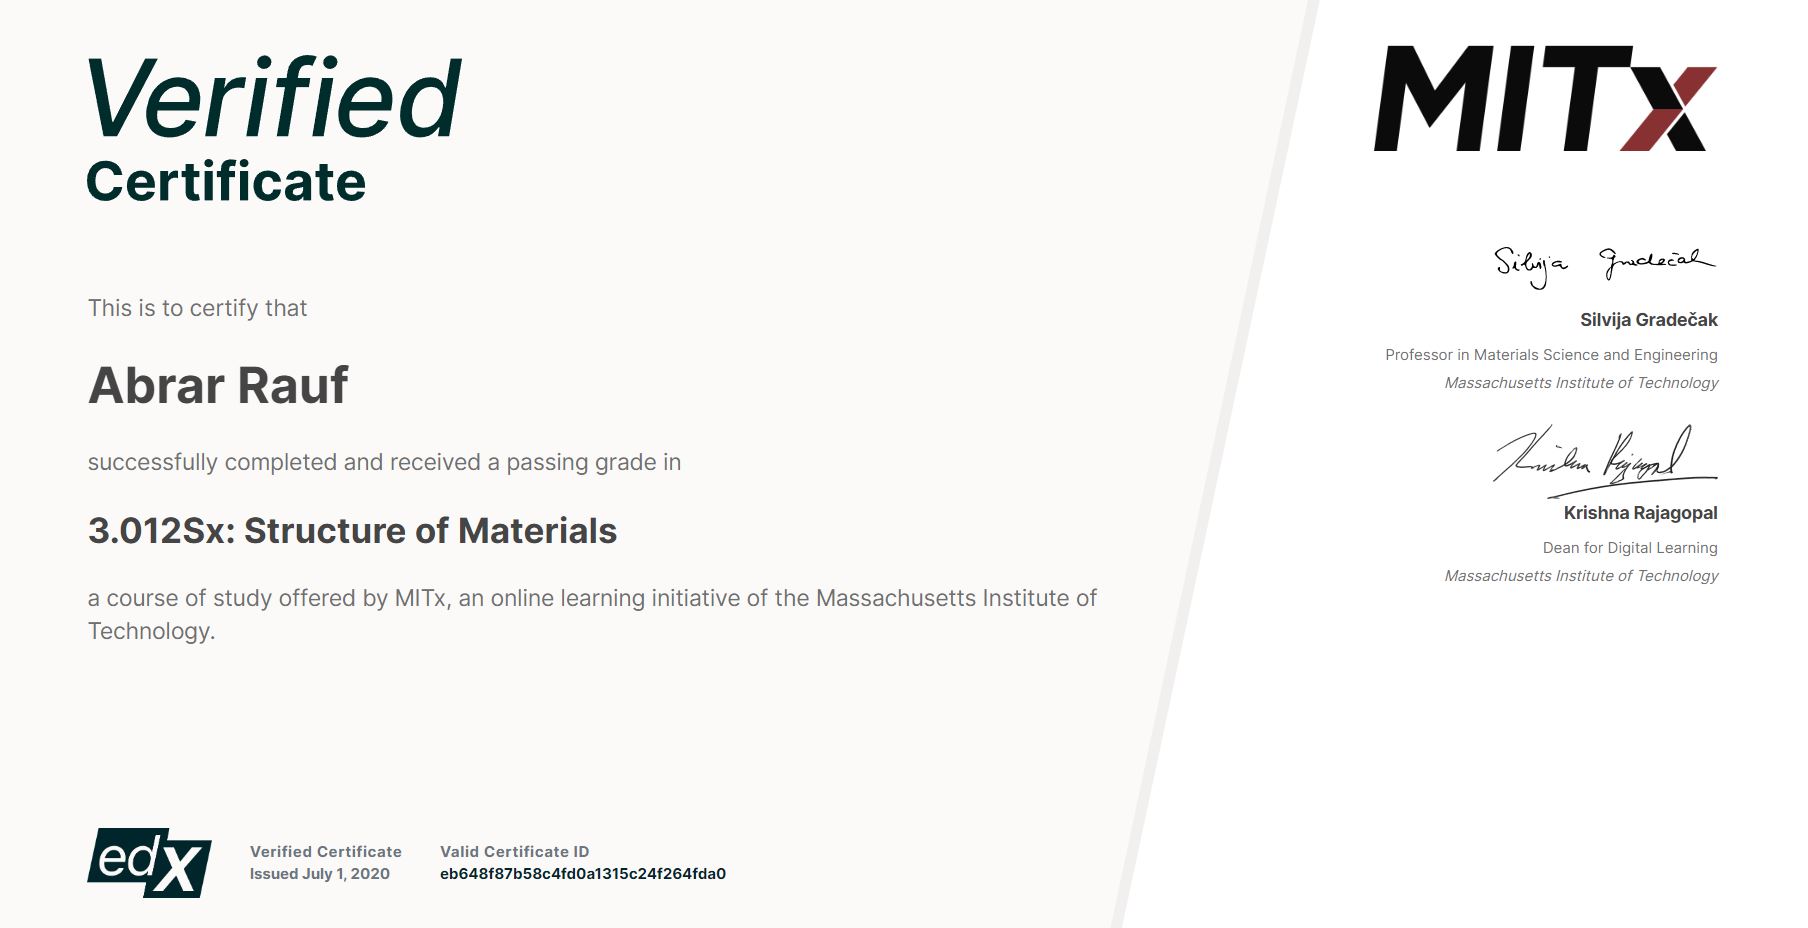 Verified
Certificate
This is to certify that
Abrar Rauf
successfully completed and received a passing grade in
3.012Sx: Structure of Materials
a course of study offered by MITx, an online learning initiative of the Massachusetts Institute of
Technology.
edX
Verified Certificate
Issued July 1, 2020
Valid Certificate ID
eb648f87b58c4fd0a1315c24f264fda0
MITx
Silvija Gradečak
Silvija Gradečak
Professor in Materials Science and Engineering
Massachusetts Institute of Technology
Krishna Rajagopal
Krishna Rajagopal
Dean for Digital Learning
Massachusetts Institute of Technology